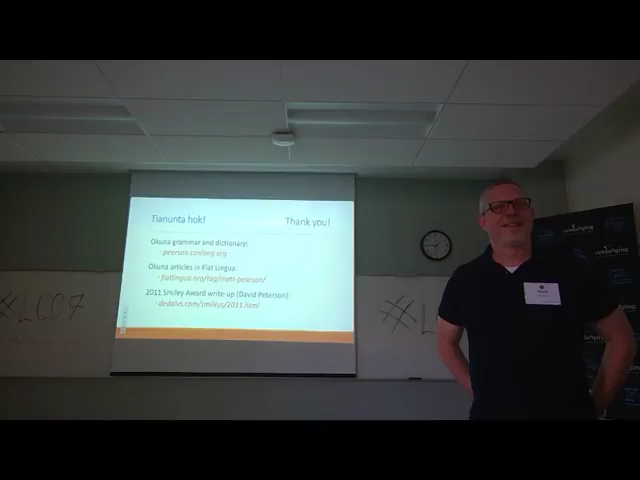 Tianunta hok!
Thank you!
Okuna grammar and dictionary:
pearson.conlang.org
Okuna articles in Fiat Lingua:
fiatlingua.org/tag/matt-pearson/
2011 Smiley Award write-up (David Peterson):
dedalvs.com/smileys/2011.html
#LCC7
#L
conlanging